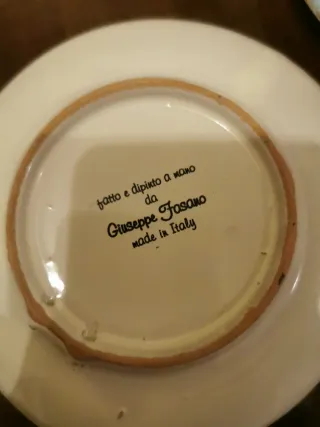 fatto e dipinto a mano
da
Giuseppe Fasano
made in Italy